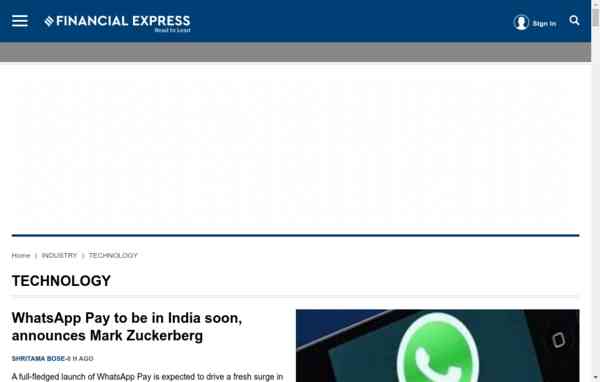 FINANCIAL EXPRESS
Read to Lead
Sign In
Home | INDUSTRY | TECHNOLOGY
TECHNOLOGY
WhatsApp Pay to be in India soon,
announces Mark Zuckerberg
SHRITAMA BOSE-8 H AGO
A full-fledged launch of WhatsApp Pay is expected to drive a fresh surge in